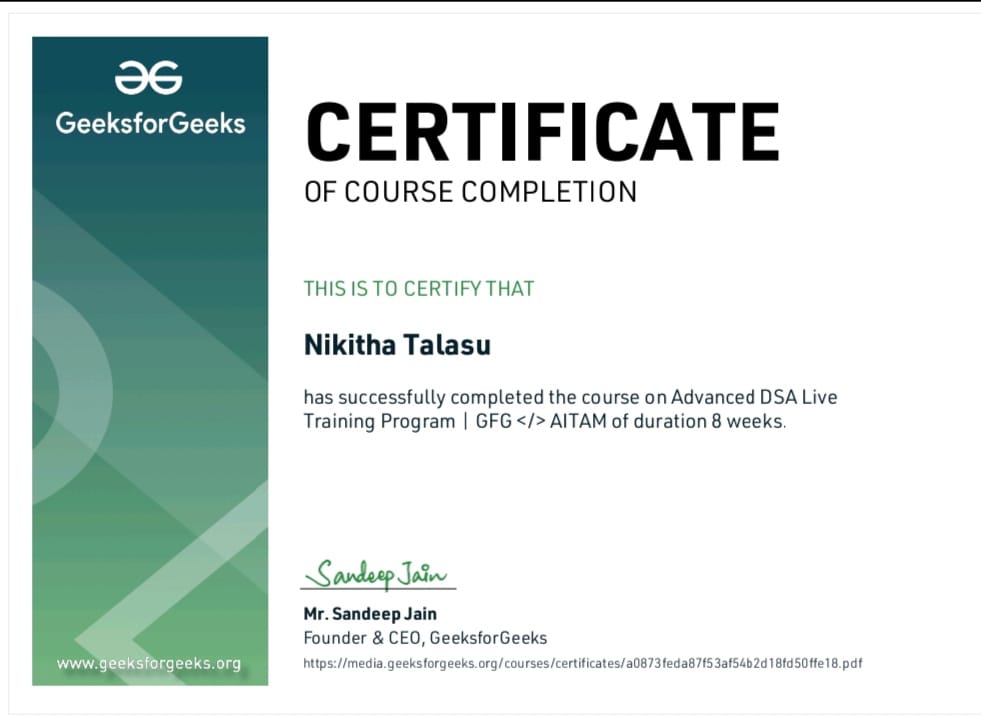 GeeksforGeeks
CERTIFICATE
OF COURSE COMPLETION
THIS IS TO CERTIFY THAT
Nikitha Talasu
has successfully completed the course on Advanced DSA Live
Training Program | GFG </> AITAM of duration 8 weeks.
Sandeep Jain
Mr. Sandeep Jain
Founder & CEO, GeeksforGeeks
https://media.geeksforgeeks.org/courses/certificates/a0873feda87f53af54b2d18fd50ffe18.pdf
www.geeksforgeeks.org